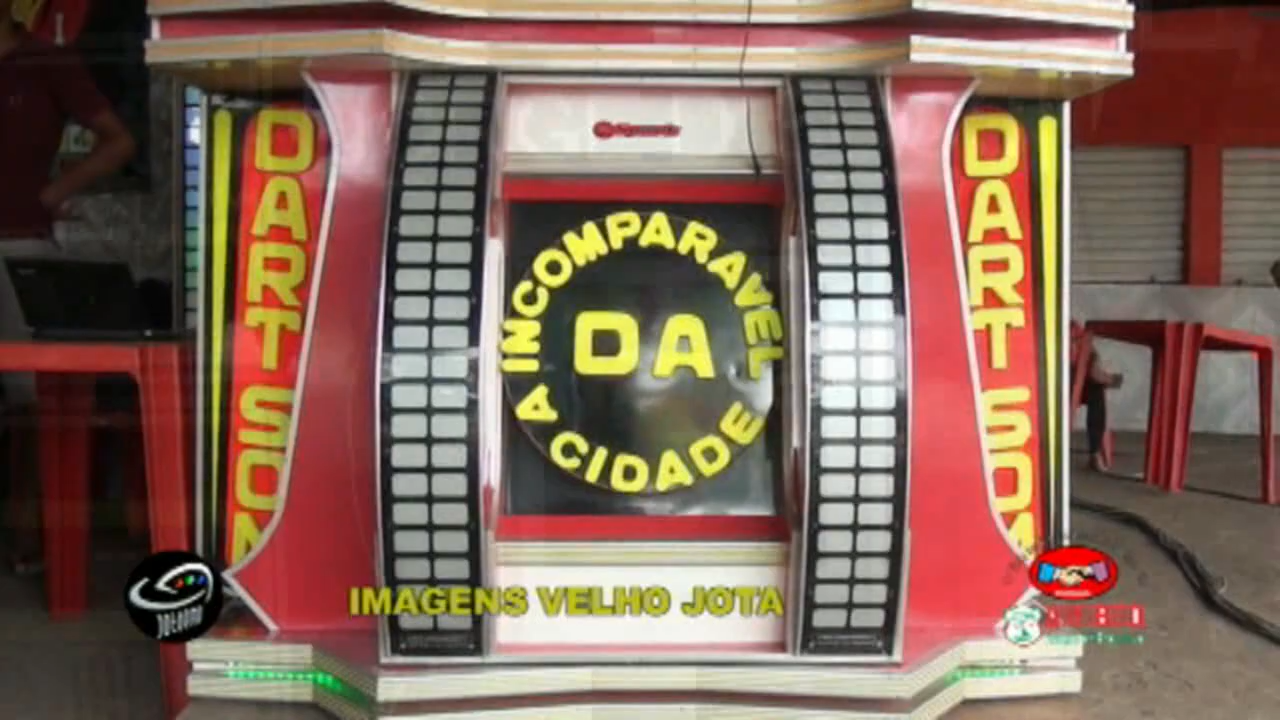 DART SOM
A INCOMPARAVEL
DA
CIDADE
DART SOM
IMAGENS VELHO JOTA